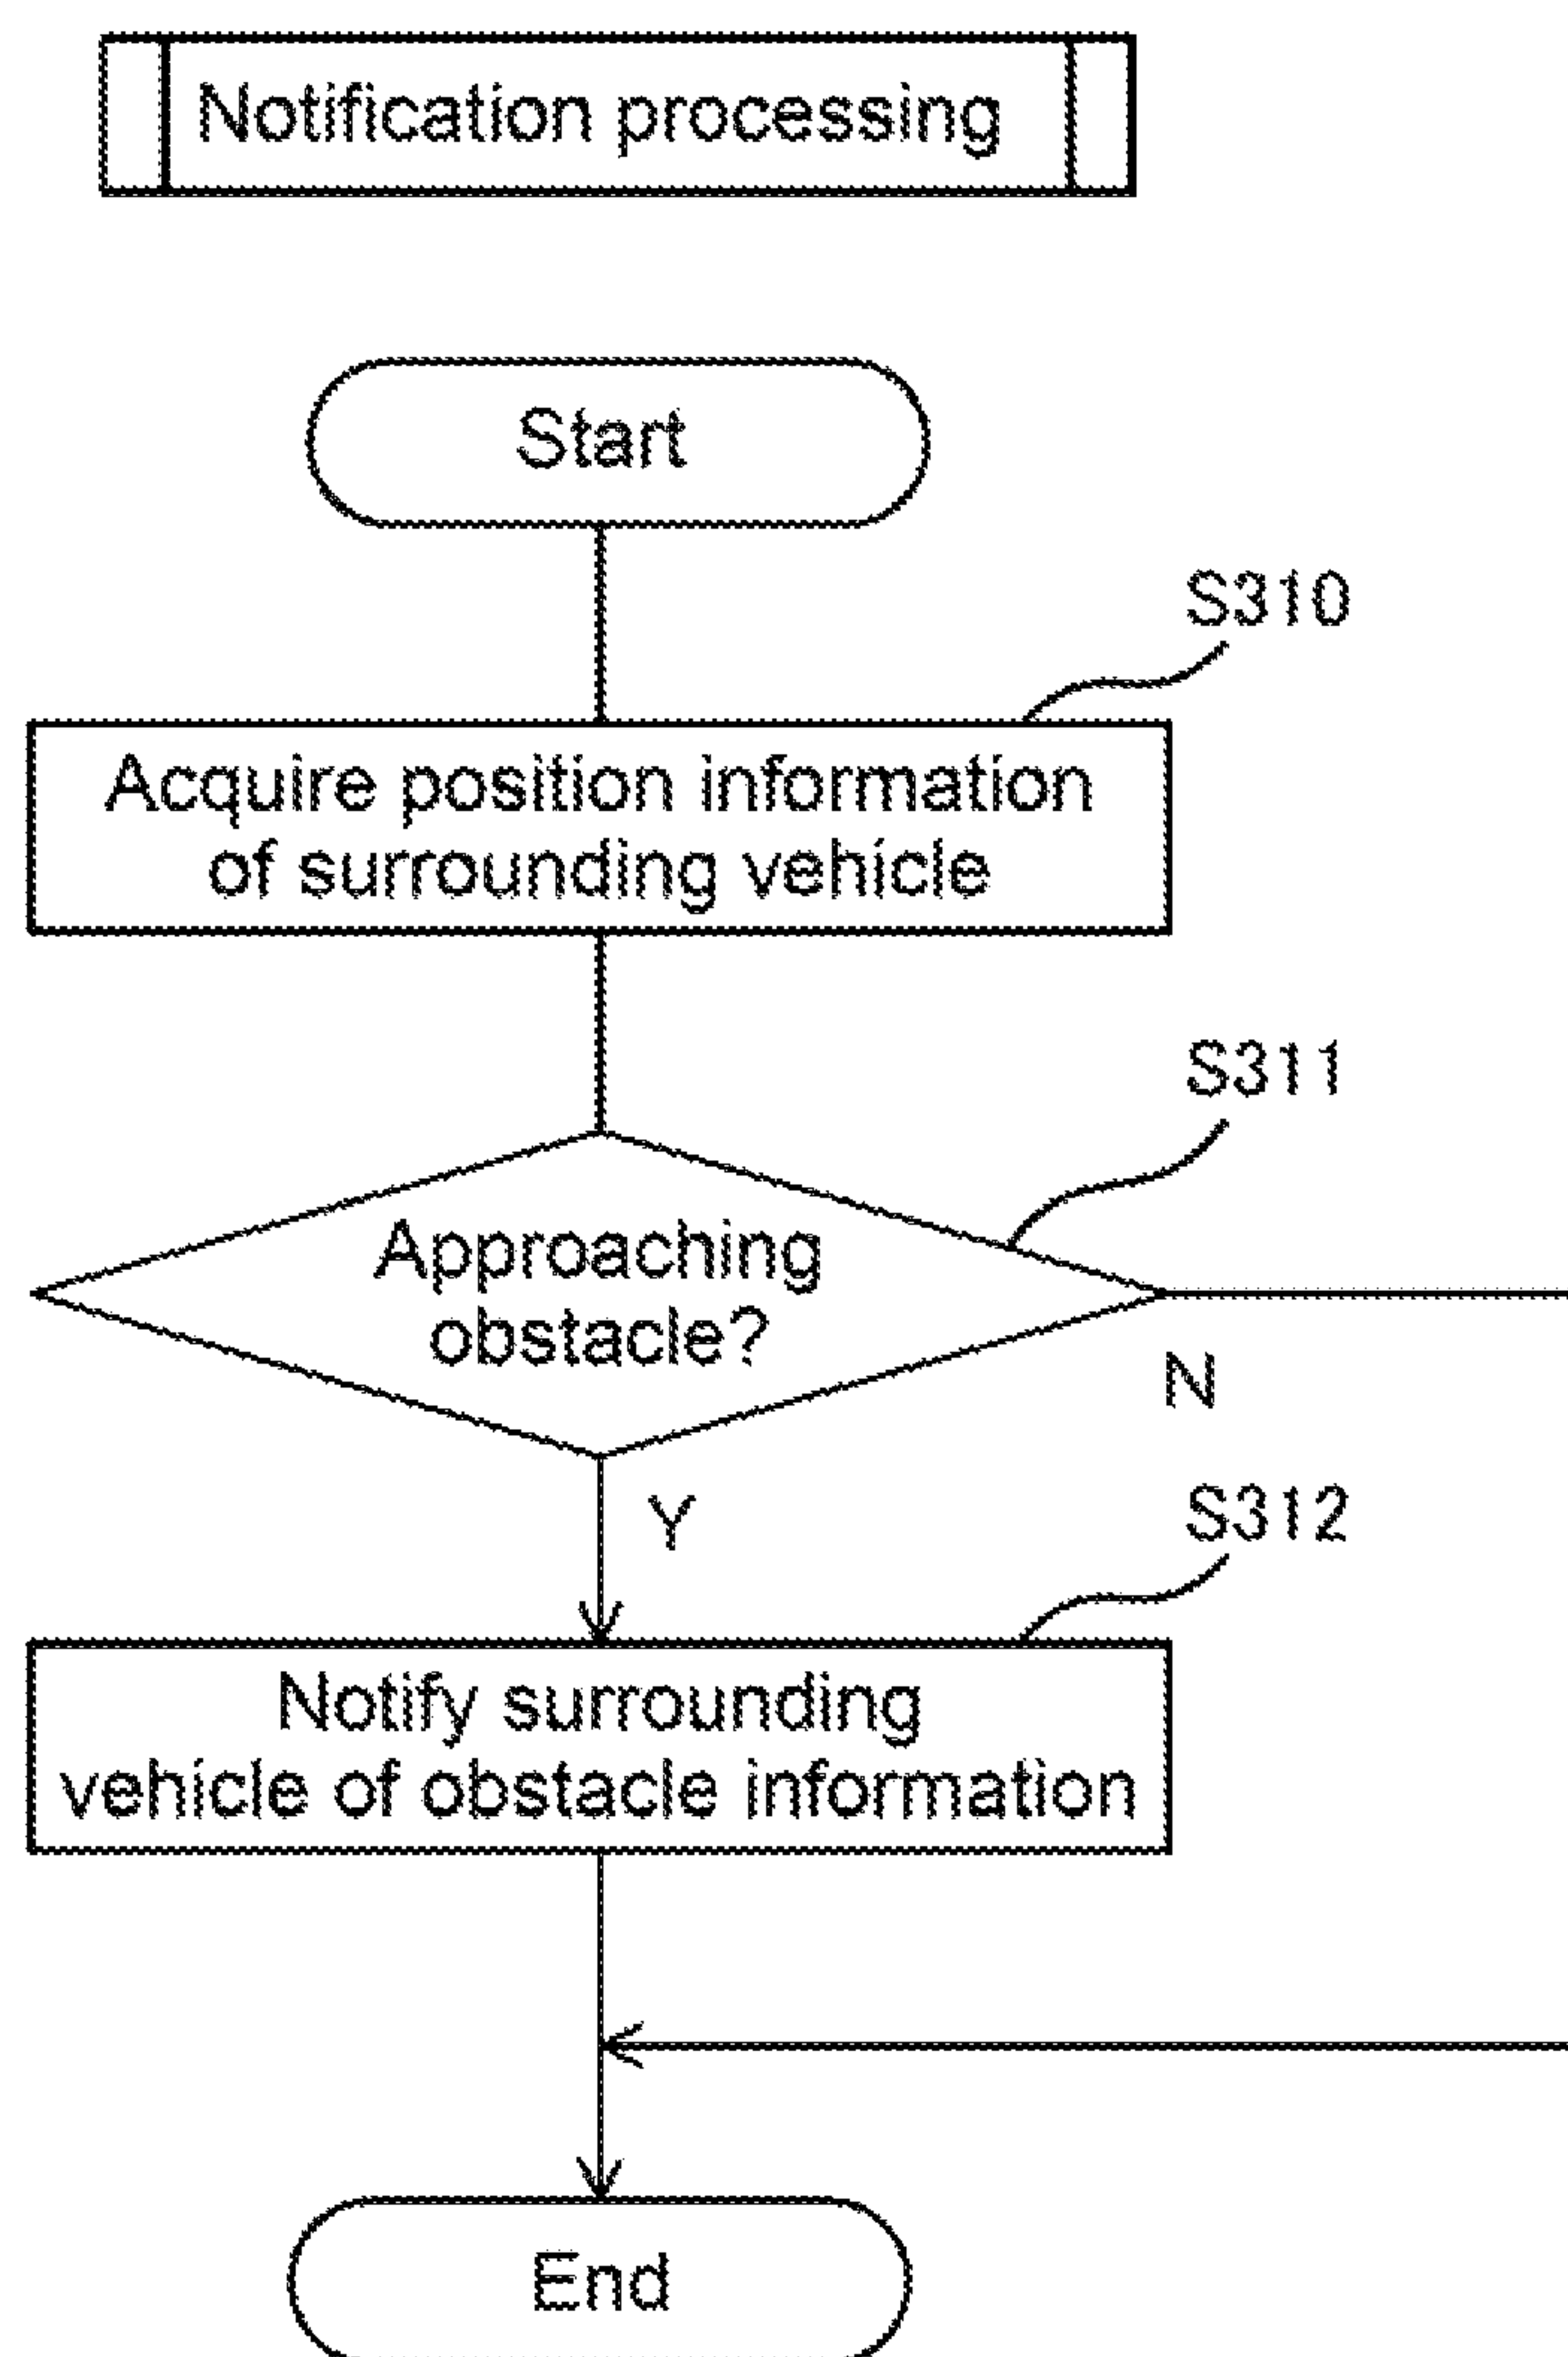 Notification processing
Start
S310
Acquire position information
of surrounding vehicle
S311
Approaching
obstacle?
N
Y
S312
Notify surrounding
vehicle of obstacle information
End